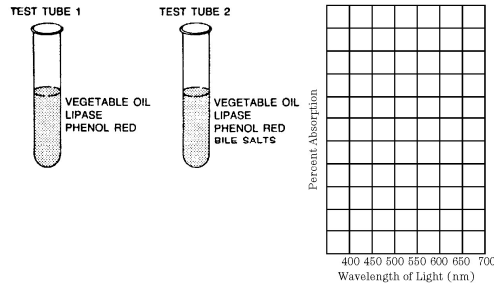 TEST TUBE 1
VEGETABLE OIL
LIPASE
PHENOL RED
TEST TUBE 2
VEGETABLE OIL
LIPASE
PHENOL RED
BILE SALTS
Percent Absorption
400 450 500 550 600 650 700
Wavelength of Light (nm)